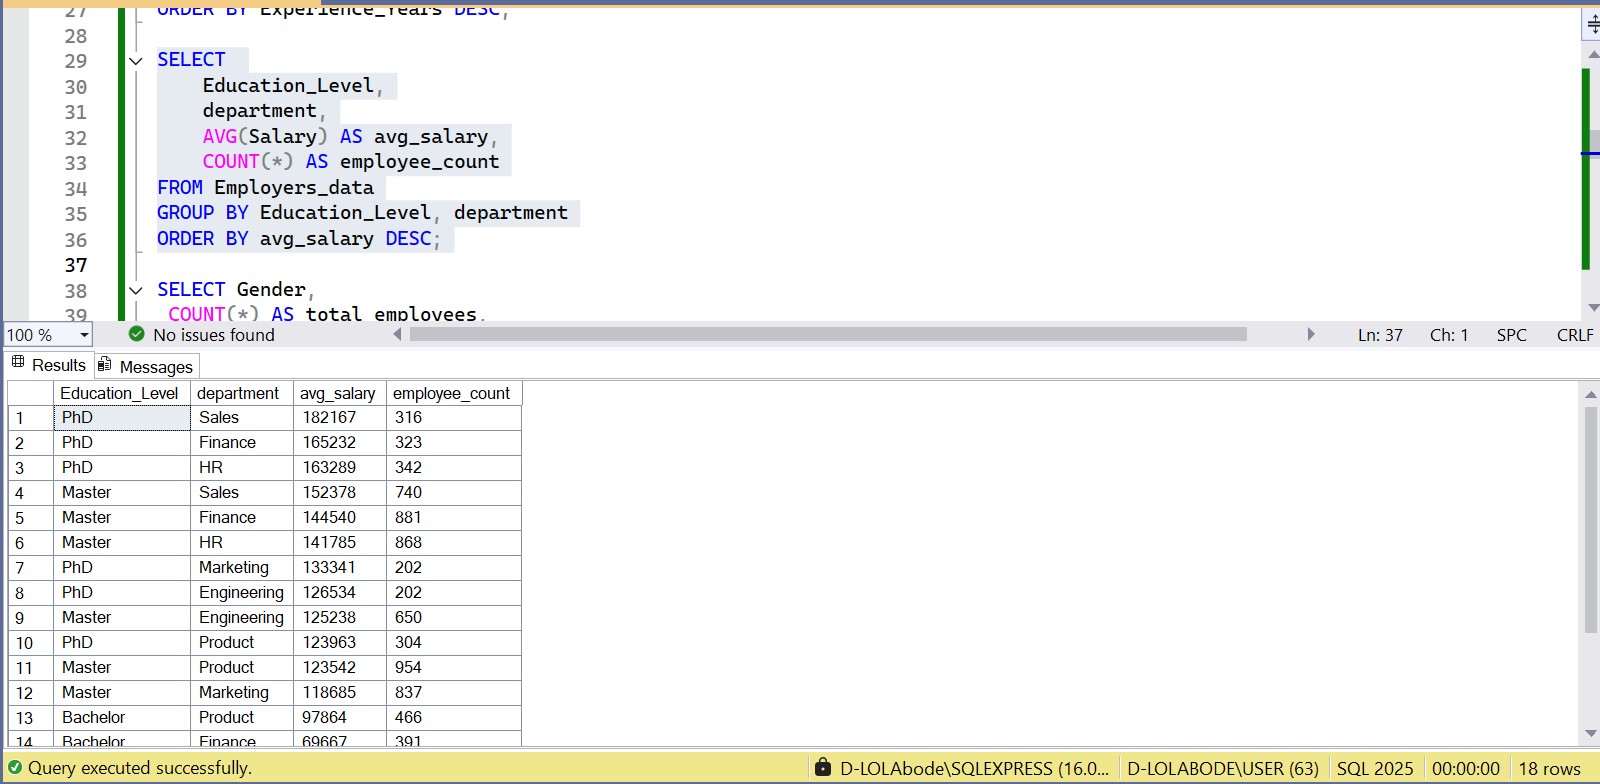 27 ORDER BY Experience_Years DESC,
28
29 SELECT
30 Education_Level,
31 department,
32 AVG(Salary) AS avg_salary,
33 COUNT(*) AS employee_count
34 FROM Employers_data
35 GROUP BY Education_Level, department
36 ORDER BY avg_salary DESC;
37
38 SELECT Gender,
39 COUNT(*) AS total employees,
100 % No issues found Ln: 37 Ch: 1 SPC CRLF
Results Messages
Education_Level department avg_salary employee_count
1 PhD Sales 182167 316
2 PhD Finance 165232 323
3 PhD HR 163289 342
4 Master Sales 152378 740
5 Master Finance 144540 881
6 Master HR 141785 868
7 PhD Marketing 133341 202
8 PhD Engineering 126534 202
9 Master Engineering 125238 650
10 PhD Product 123963 304
11 Master Product 123542 954
12 Master Marketing 118685 837
13 Bachelor Product 97864 466
14 Bachelor Finance 69667 391
Query executed successfully. D-LOLAbode\SQLEXPRESS (16.0... D-LOLABODE\USER (63) SQL 2025 00:00:00 18 rows